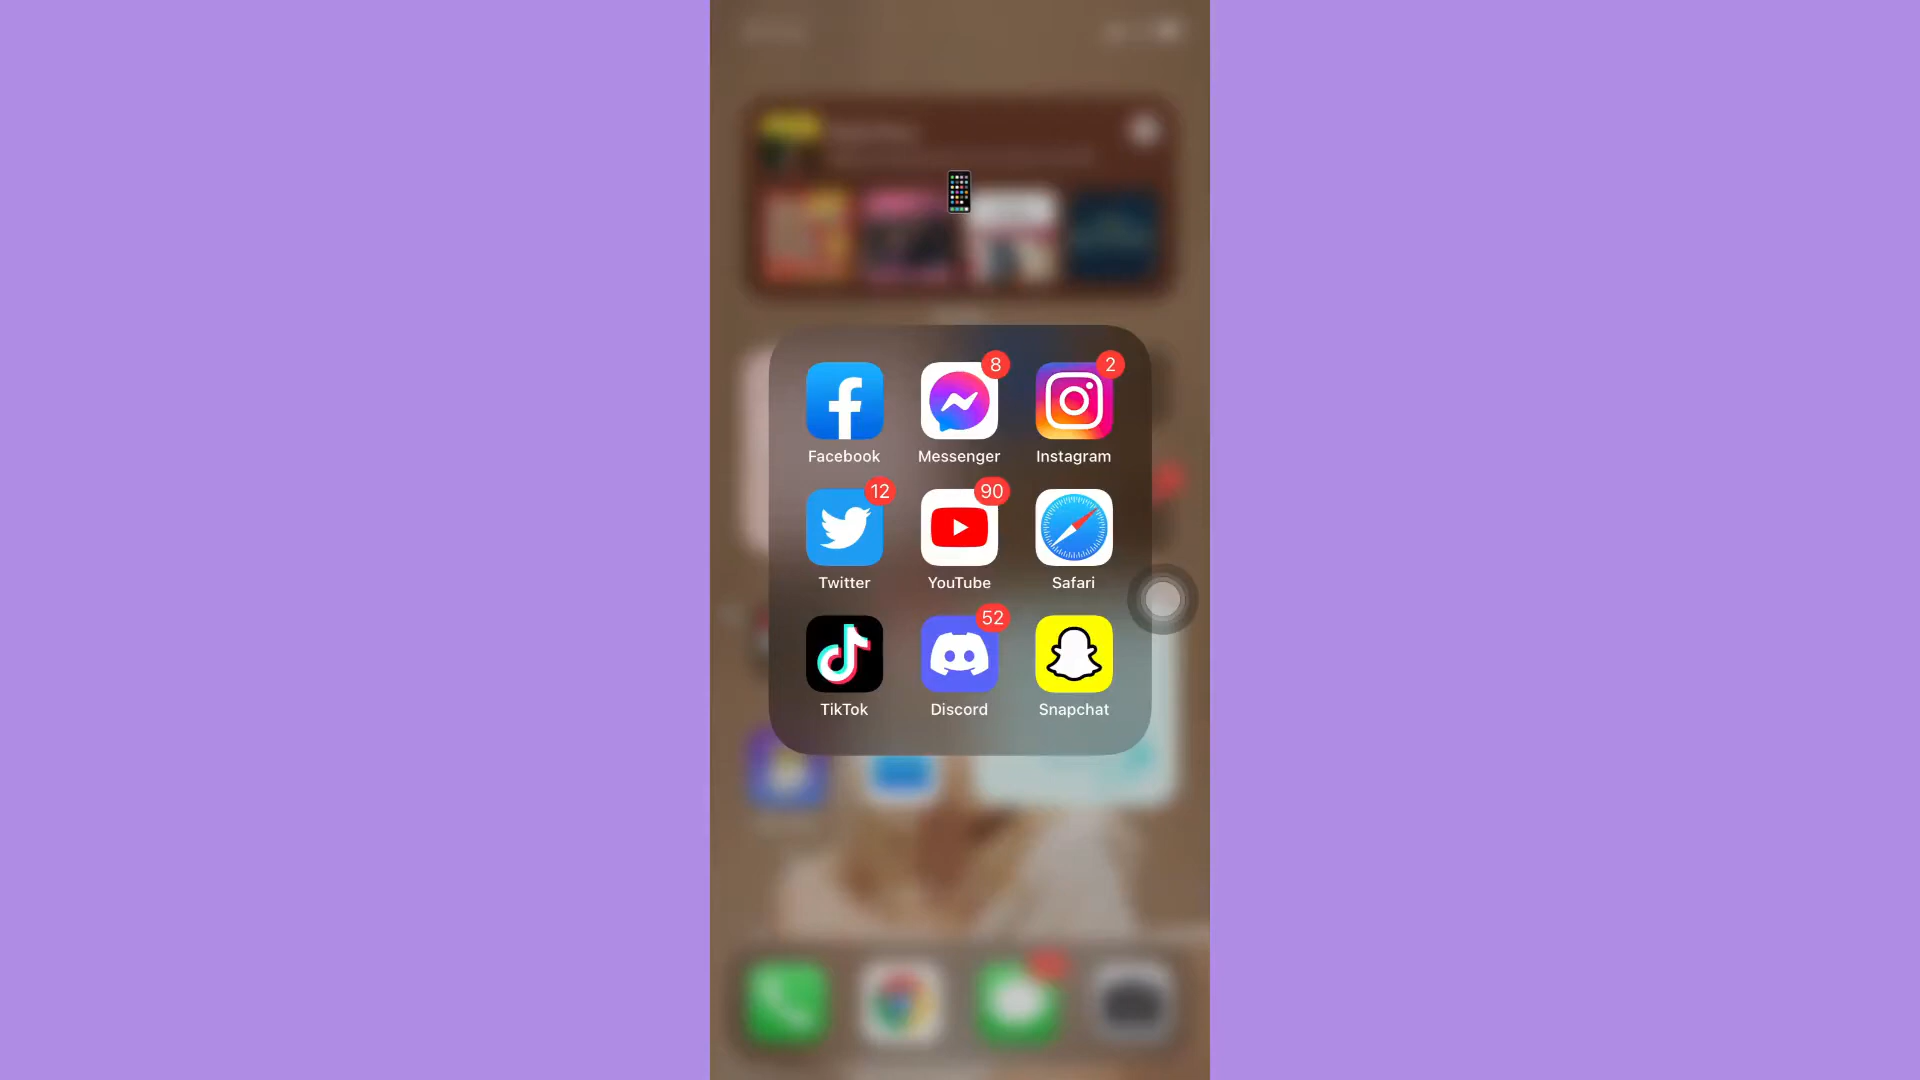 8
2
Facebook
Messenger
Instagram
12
90
Twitter
YouTube
Safari
52
TikTok
Discord
Snapchat